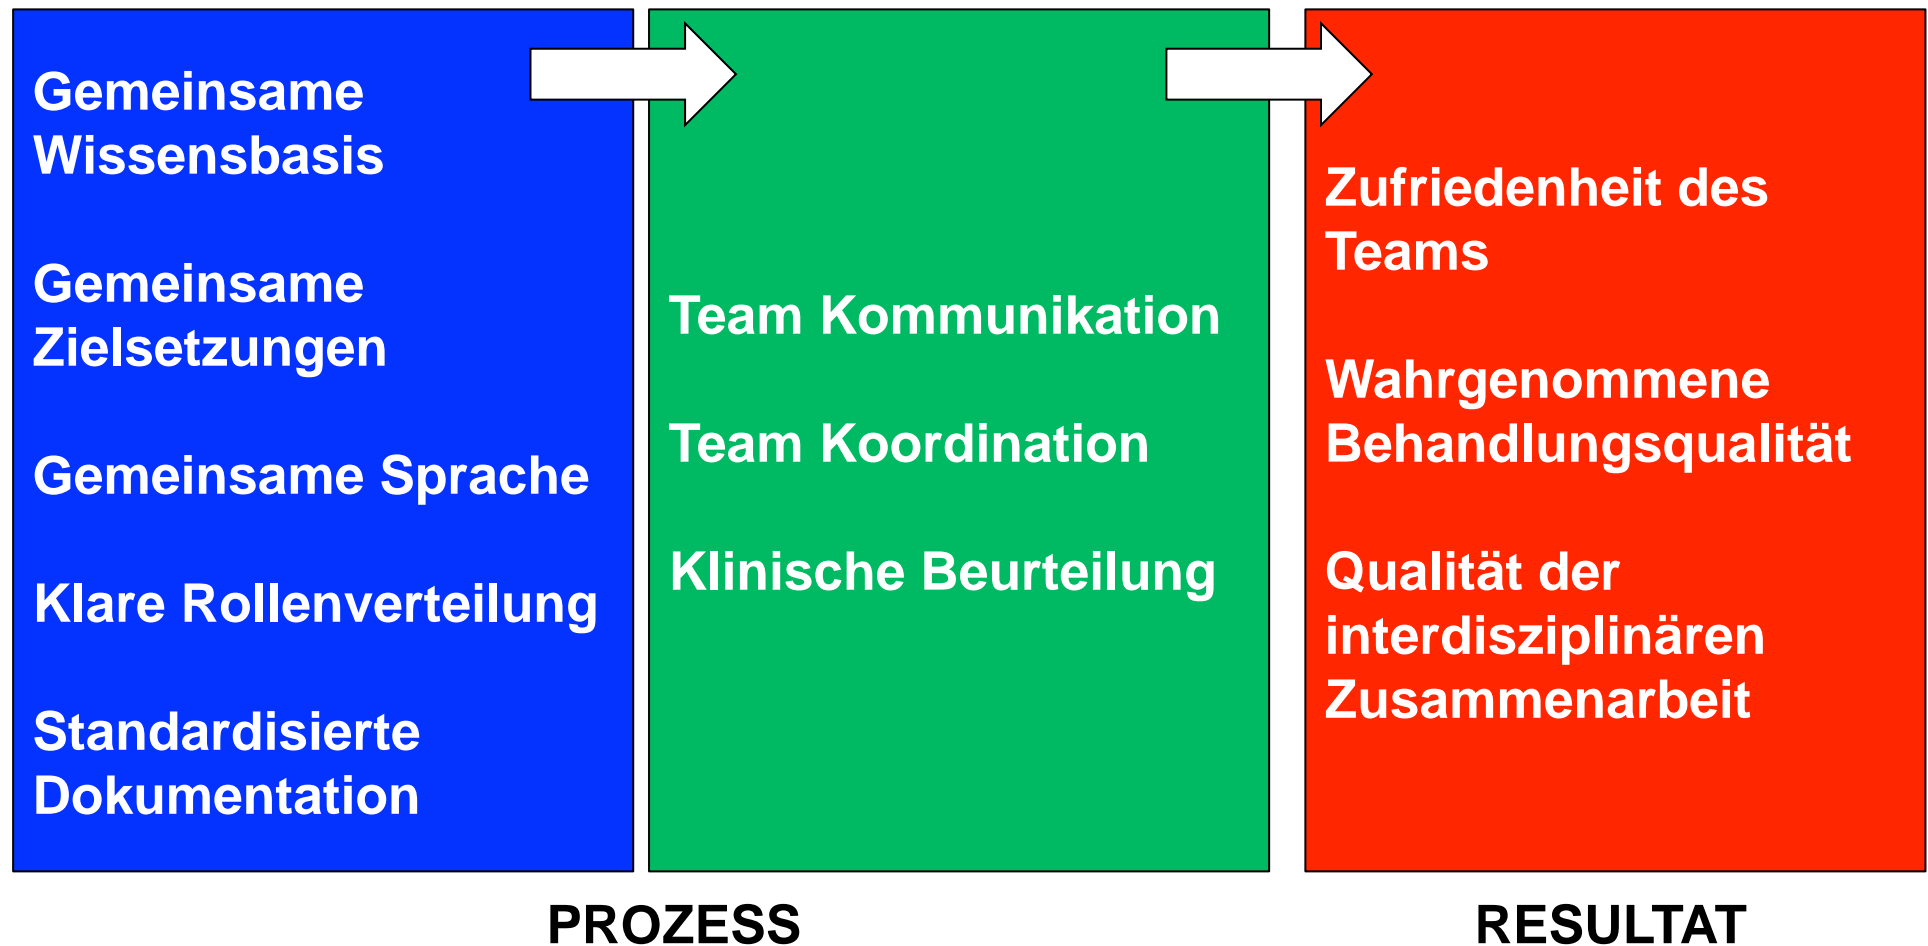 Gemeinsame
Wissensbasis
Gemeinsame
Zielsetzungen
Gemeinsame Sprache
Klare Rollenverteilung
Standardisierte
Dokumentation
Team Kommunikation
Team Koordination
Klinische Beurteilung
Zufriedenheit des
Teams
Wahrgenommene
Behandlungsqualität
Qualität der
interdisziplinären
Zusammenarbeit
PROZESS
RESULTAT